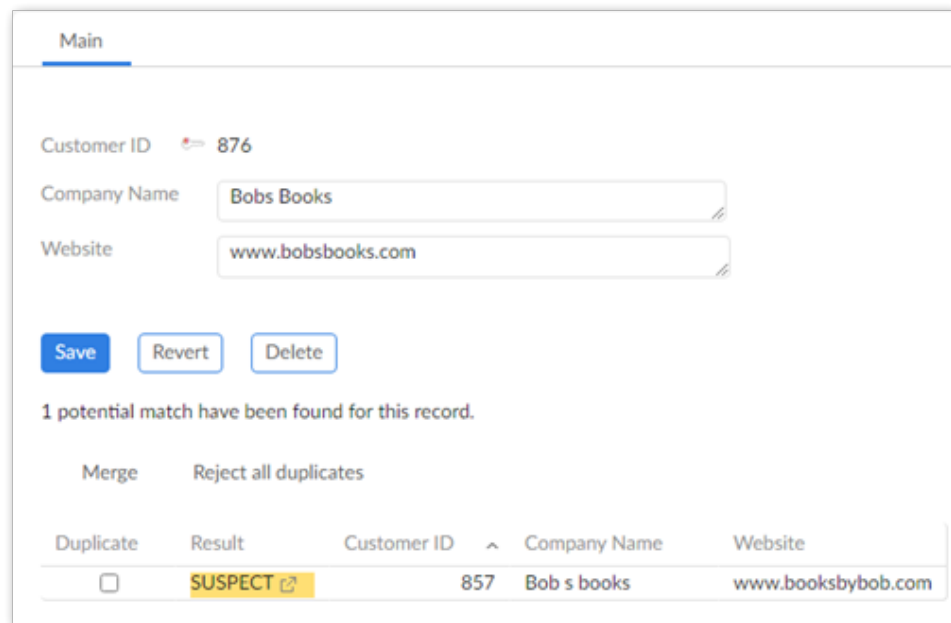 Main
Customer ID 876
Company Name Bobs Books
Website www.bobsbooks.com
Save Revert Delete
1 potential match have been found for this record.
Merge Reject all duplicates
Duplicate Result Customer ID Company Name Website
SUSPECT 857 Bob s books www.booksbybob.com